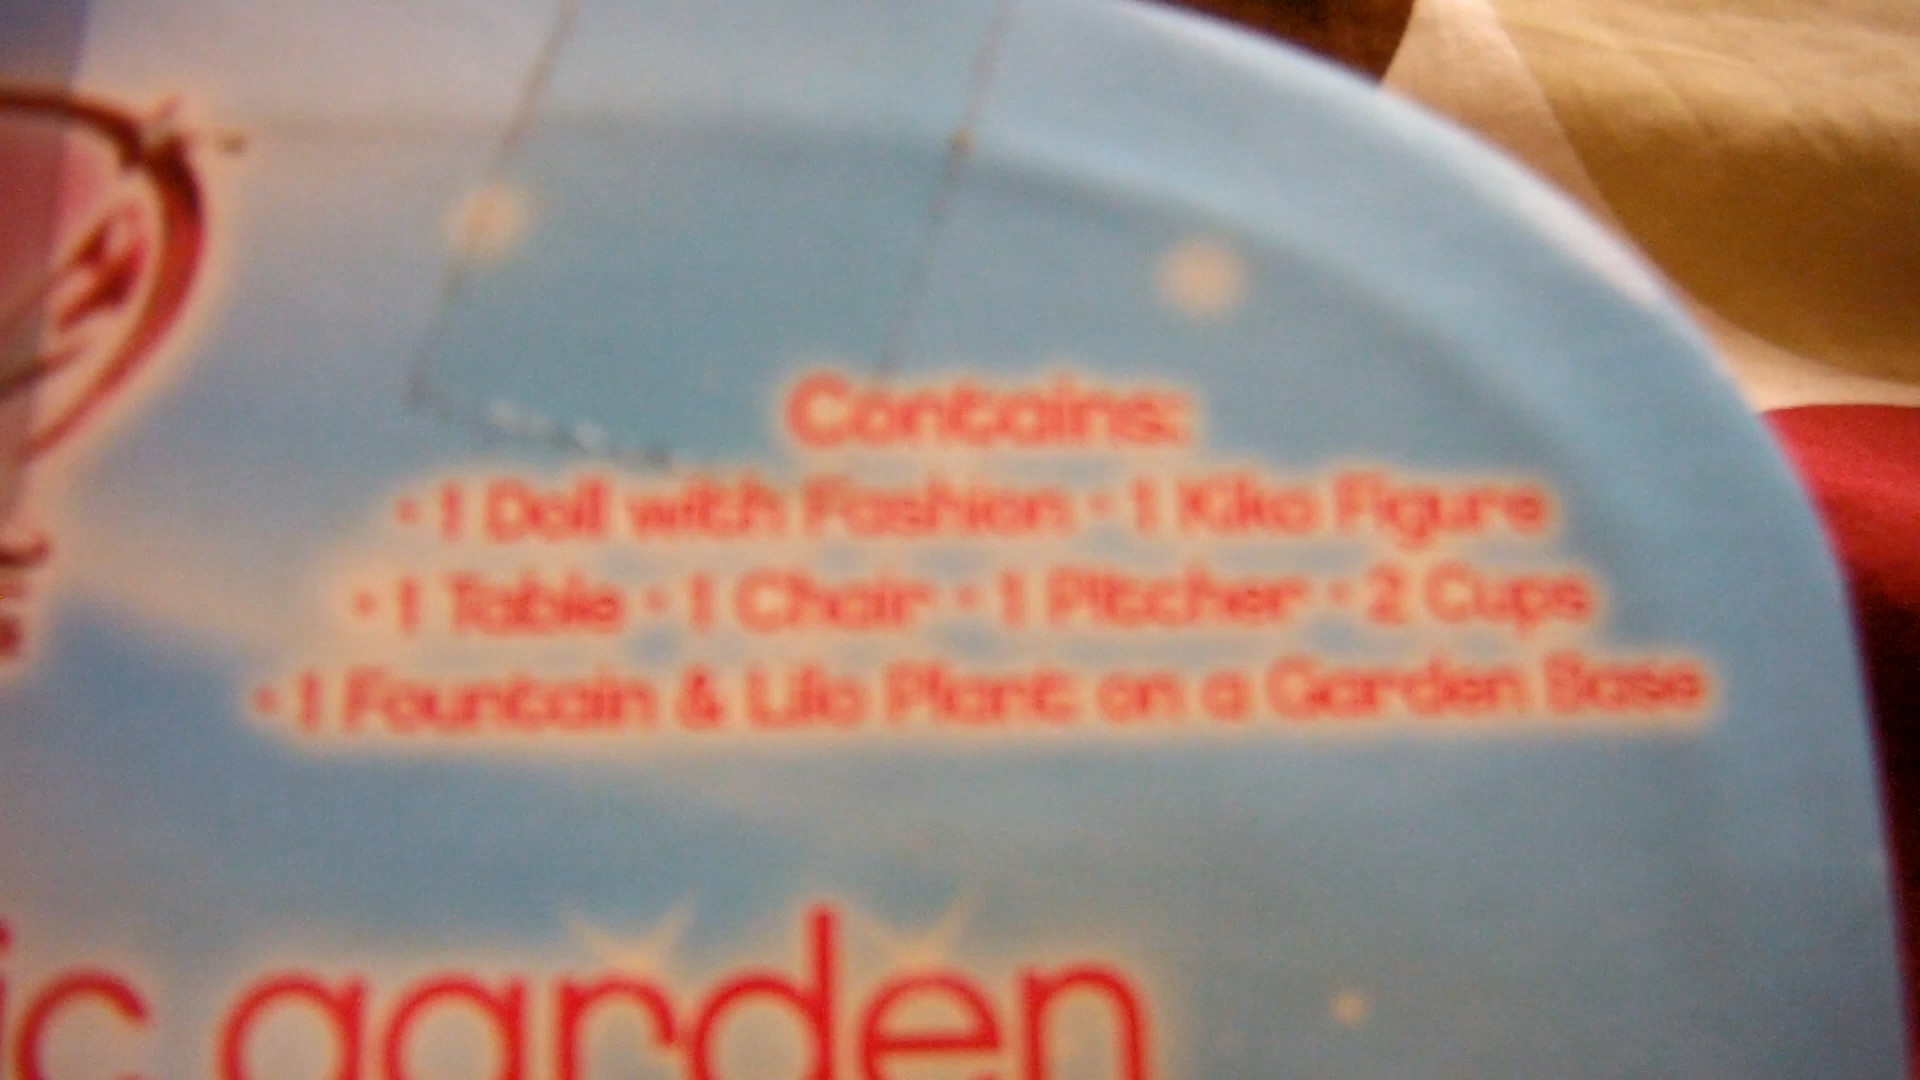 Contains:
• 1 Doll with Fashion • 1 Kiko Figure
• 1 Table • 1 Chair • 1 Pitcher • 2 Cups
• 1 Fountain & Lilo Plant on a Garden Base
ic garden